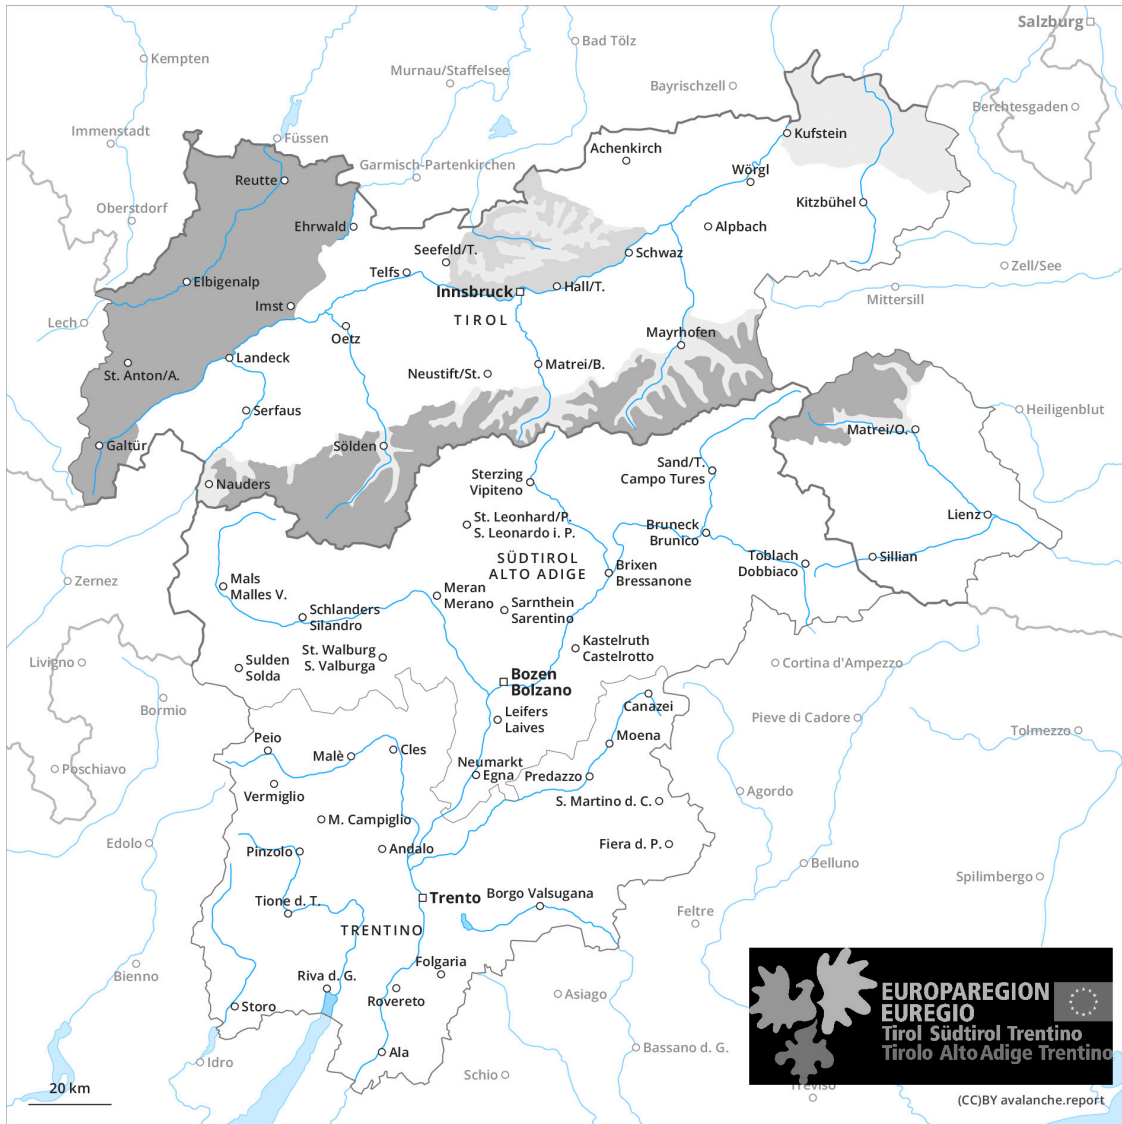 Salzburg
Bad Tölz
Kempten
Murnau/Staffelsee
Bayrischzell
Berchtesgaden
Immenstadt
Füssen
Kufstein
Achenkirch
Garmisch-Partenkirchen
Wörgl
Reutte
Oberstdorf
Kitzbühel
Ehrwald
Alpbach
Seefeld/T.
Schwaz
Telfs
Zell/See
Elbigenalp
Innsbruck
Hall/T.
Mittersill
Imst
Lech
TIROL
Oetz
Mayrhofen
Landeck
Matrei/B.
St. Anton/A.
Neustift/St.
Serfaus
Heiligenblut
Matrei/O.
Galtür
Sölden
Sand/T.
Campo Tures
Sterzing
Vipiteno
Nauders
St. Leonhard/P.
S. Leonardo i. P.
Lienz
Bruneck
Brunico
SÜDTIROL
ALTO ADIGE
Toblach
Dobbiaco
Sillian
Brixen
Bressanone
Zernez
Mals
Malles V.
Meran
Merano
Sarnthein
Sarentino
Schlanders
Silandro
Kastelruth
Castelrotto
St. Walburg
S. Valburga
Livigno
Sulden
Solda
Cortina d'Ampezzo
Bozen
Bolzano
Bormio
Canazei
Leifers
Laives
Pieve di Cadore
Tolmezzo
Peio
Moena
Malè
Cles
Neumarkt
Egna
Predazzo
Poschiavo
Vermiglio
Agordo
S. Martino d. C.
M. Campiglio
Edolo
Pinzolo
Andalo
Fiera d. P.
Belluno
Spilimbergo
Tione d. T.
Trento
Borgo Valsugana
Feltre
TRENTINO
Folgaria
Bienno
Riva d. G.
Rovereto
Asiago
Storo
EUROPAREGION
EUREGIO
Tirol Südtirol Trentino
Tirolo Alto Adige Trentino
Idro
Ala
Bassano d. G.
Schio
20 km
Treviso
(CC)BY avalanche.report